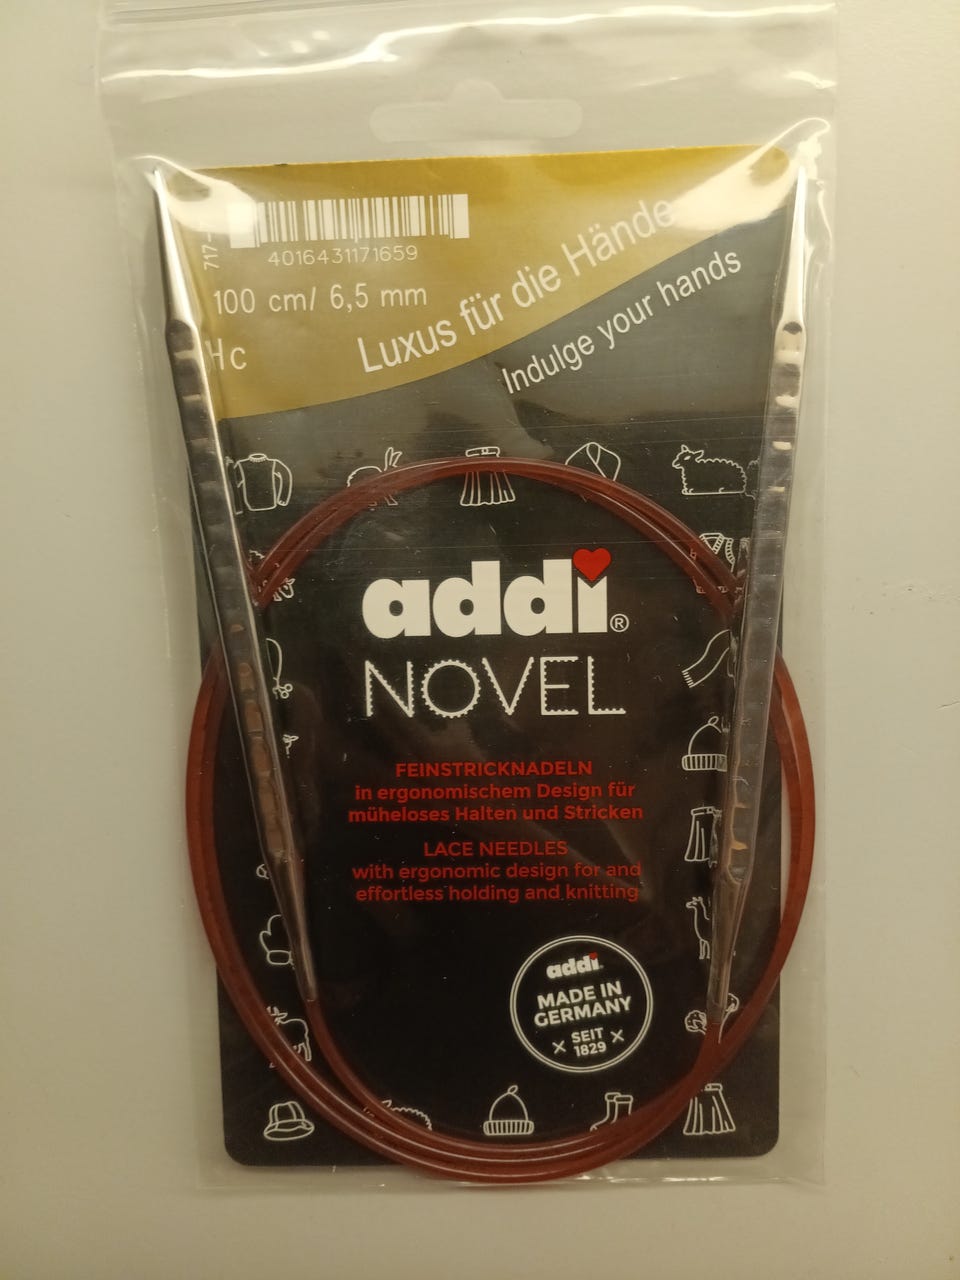 717-
4016431171659
100 cm/ 6,5 mm
Hc
Luxus für die Hände
Indulge your hands
addi®
NOVEL
FEINSTRICKNADELN
in ergonomischem Design für
müheloses Halten und Stricken
LACE NEEDLES
with ergonomic design for and
effortless holding and knitting
addi
MADE IN
GERMANY
SEIT
1829